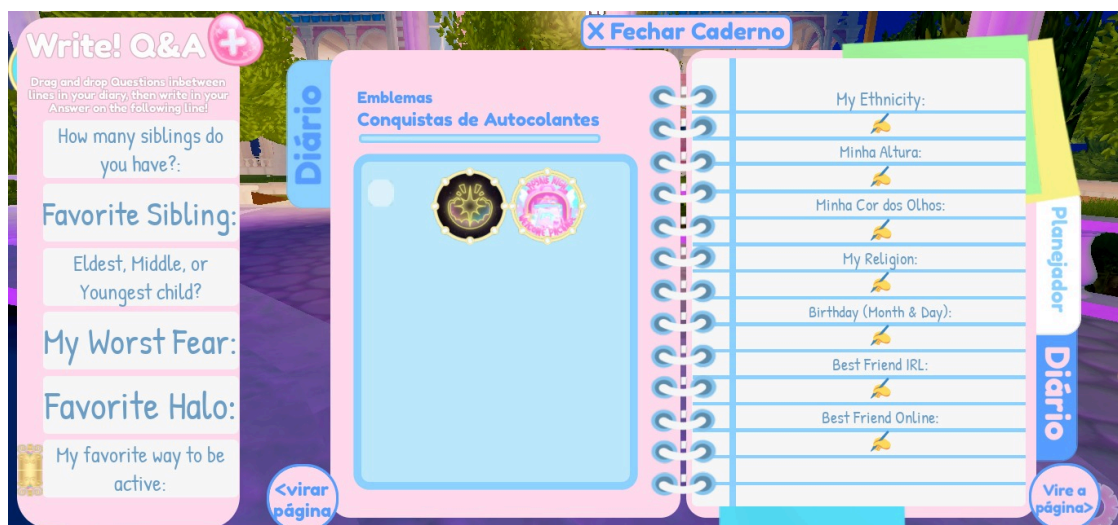 Write! Q&A
Drag and drop Questions inbetween
lines in your diary, then write in your
Answer on the following line!
How many siblings do
you have?:
Favorite Sibling:
Eldest, Middle, or
Youngest child?
My Worst Fear:
Favorite Halo:
My favorite way to be
active:
X Fechar Caderno
Diário
Emblemas
Conquistas de Autocolantes
<virar
página
My Ethnicity:
Minha Altura:
Minha Cor dos Olhos:
My Religion:
Birthday (Month & Day):
Best Friend IRL:
Best Friend Online:
Planejador
Diário
Vire a
página>